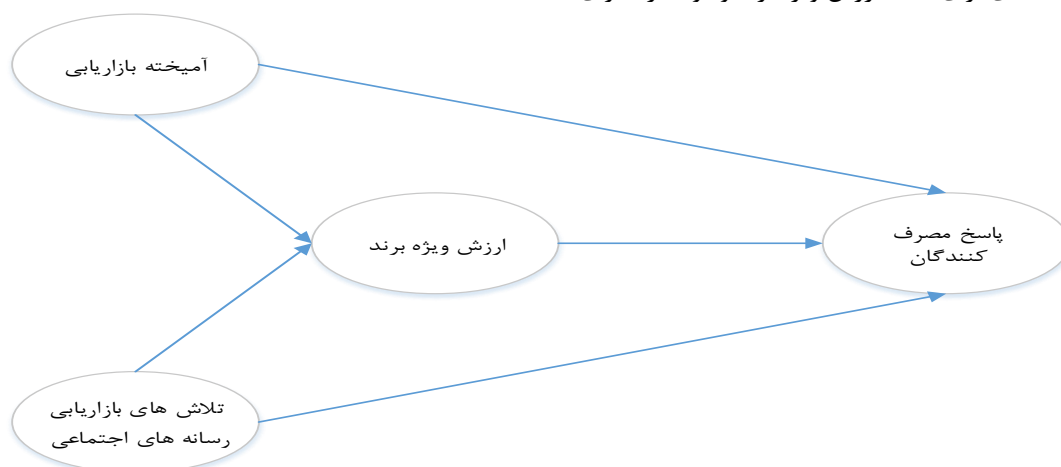 آمیخته بازاریابی
ارزش ویژه برند
پاسخ مصرف
کنندگان
تلاش های بازاریابی
رسانه های اجتماعی